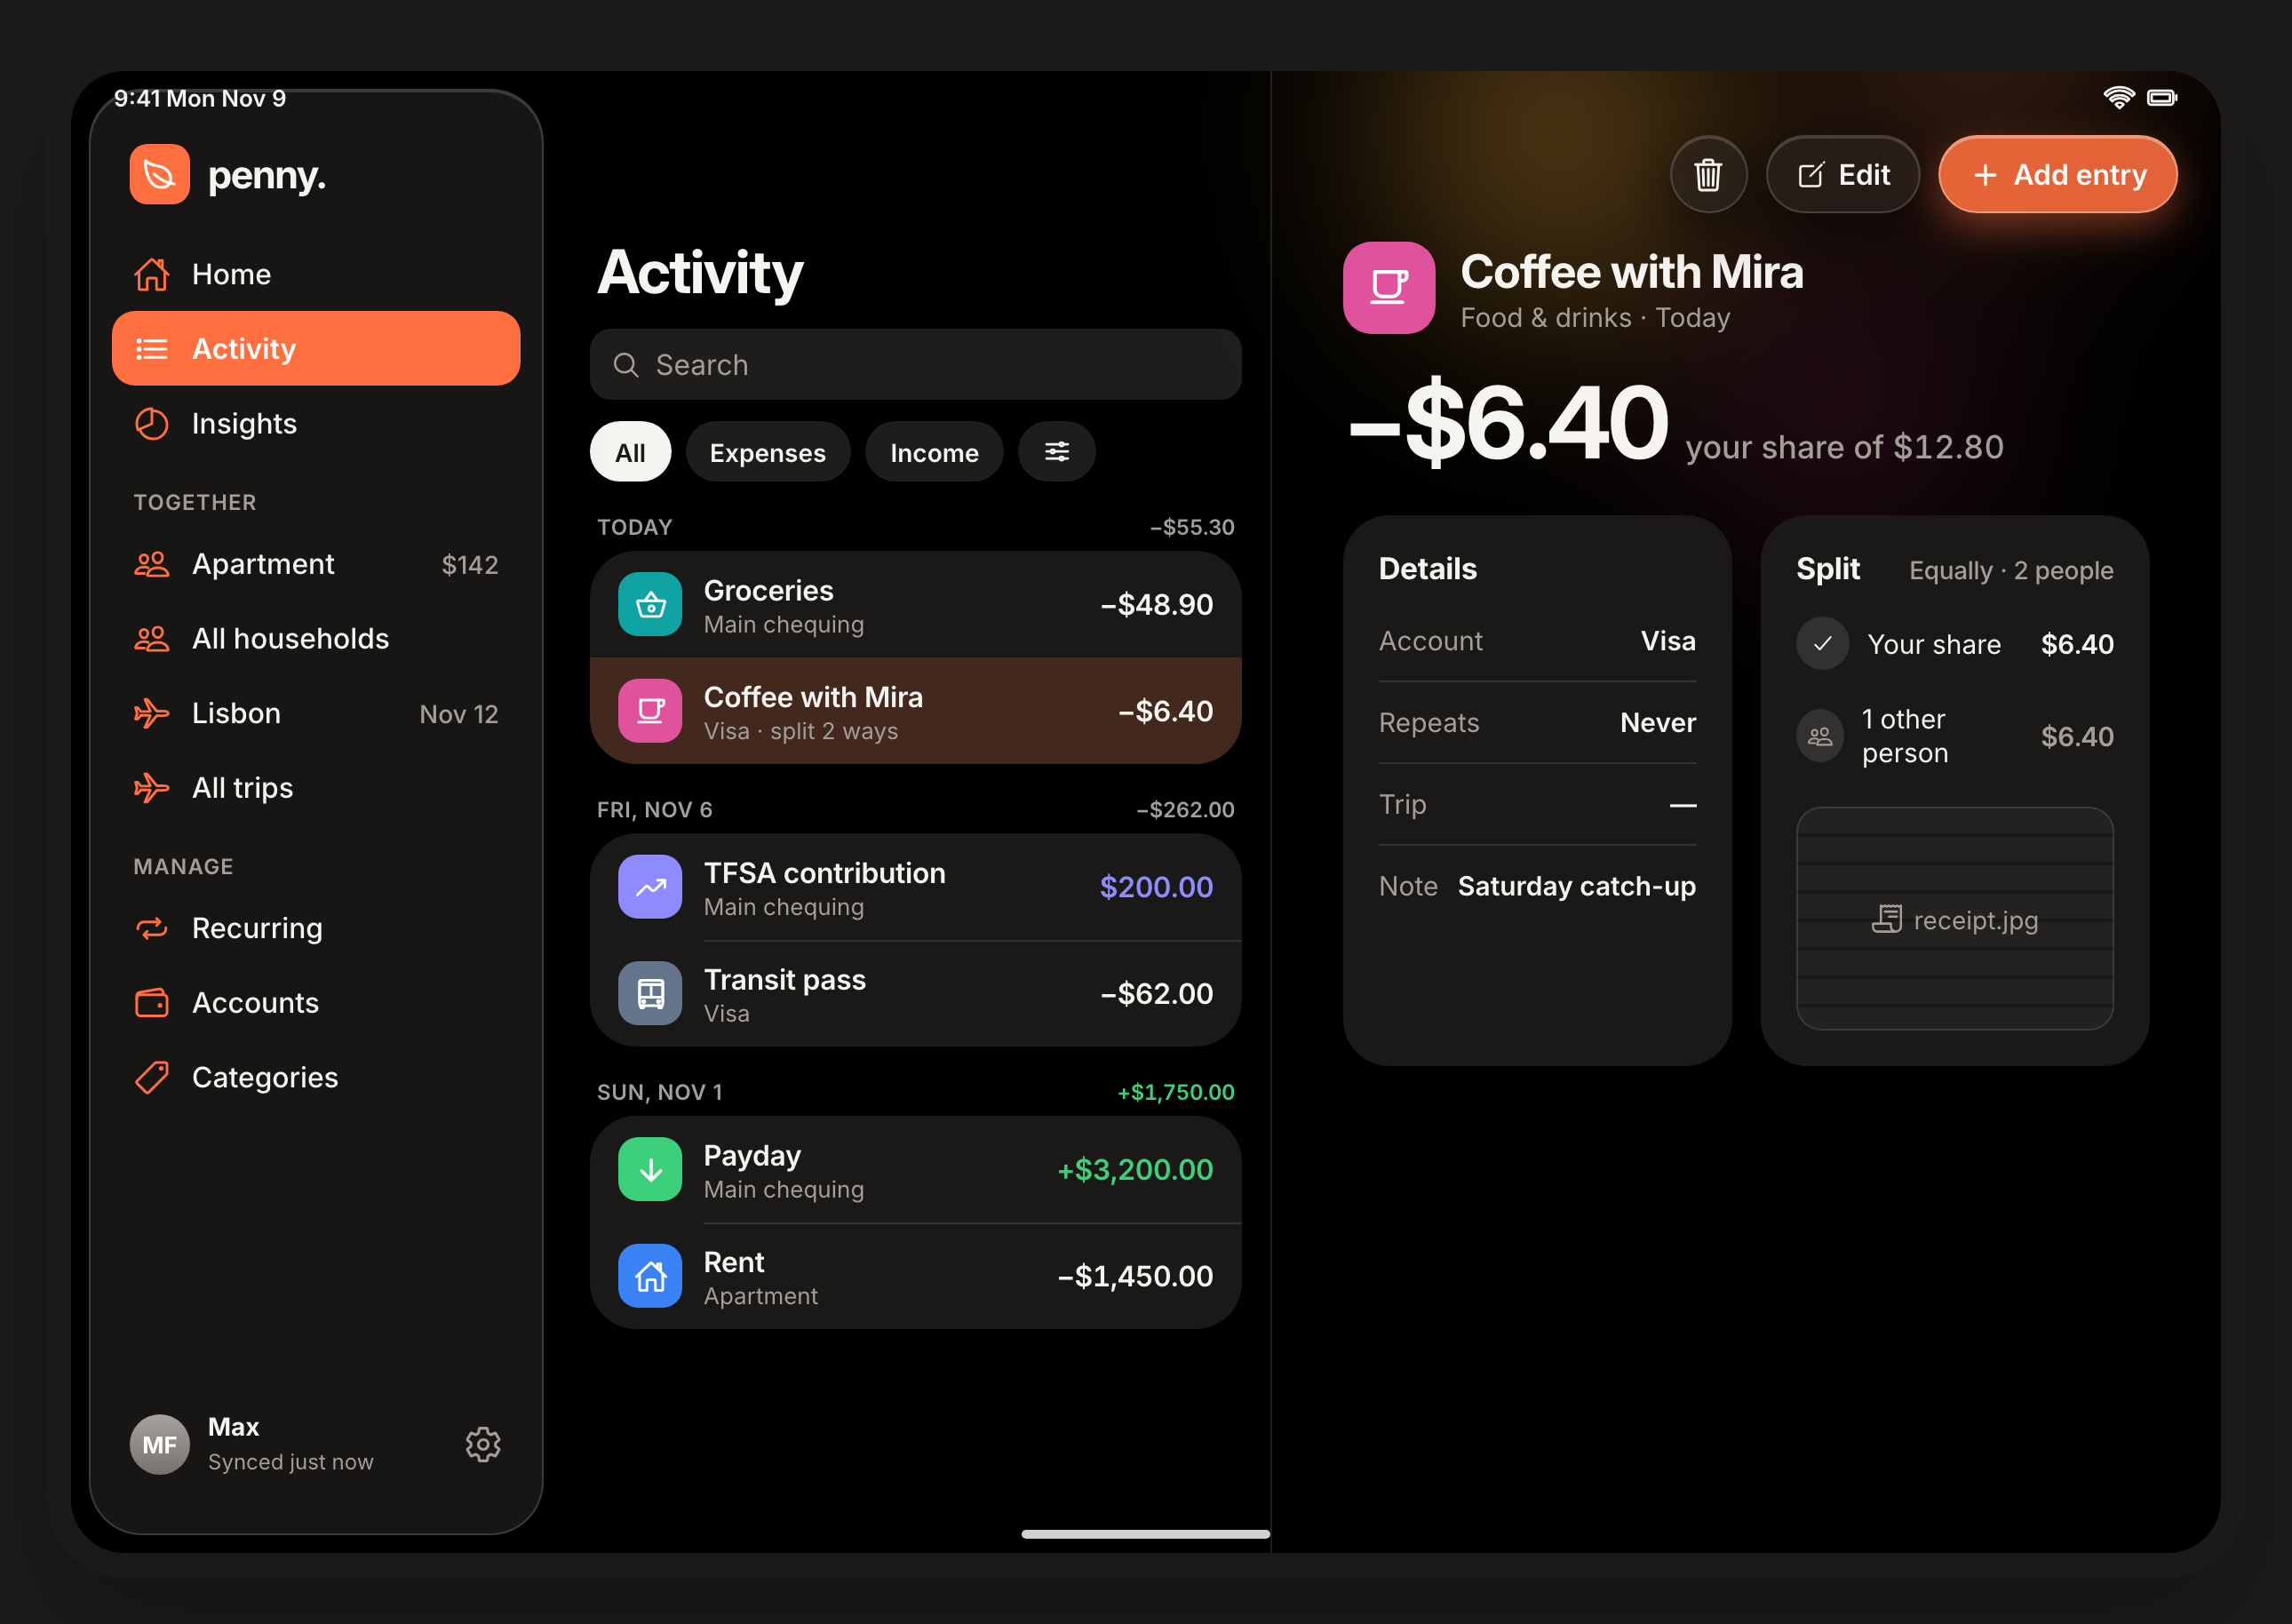 9:41 Mon Nov 9
penny.
Home
Activity
Insights
TOGETHER
Apartment $142
All households
Lisbon Nov 12
All trips
MANAGE
Recurring
Accounts
Categories
MF
Max
Synced just now
Activity
Search
All Expenses Income
TODAY –$55.30
Groceries
Main chequing
–$48.90
Coffee with Mira
Visa · split 2 ways
–$6.40
FRI, NOV 6 –$262.00
TFSA contribution
Main chequing
$200.00
Transit pass
Visa
–$62.00
SUN, NOV 1 +$1,750.00
Payday
Main chequing
+$3,200.00
Rent
Apartment
–$1,450.00
Edit
+ Add entry
Coffee with Mira
Food & drinks · Today
–$6.40 your share of $12.80
Details
Account Visa
Repeats Never
Trip —
Note Saturday catch-up
Split Equally · 2 people
Your share $6.40
1 other
person
$6.40
receipt.jpg